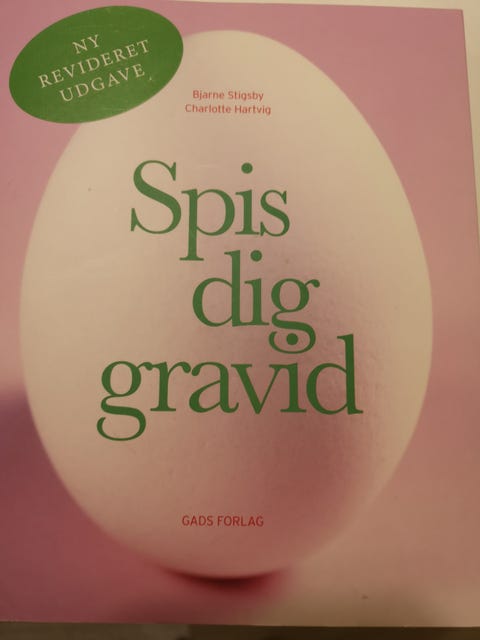 NY
REVIDERET
UDGAVE
Bjarne Stigsby
Charlotte Hartvig
Spis
dig
gravid
GADS FORLAG